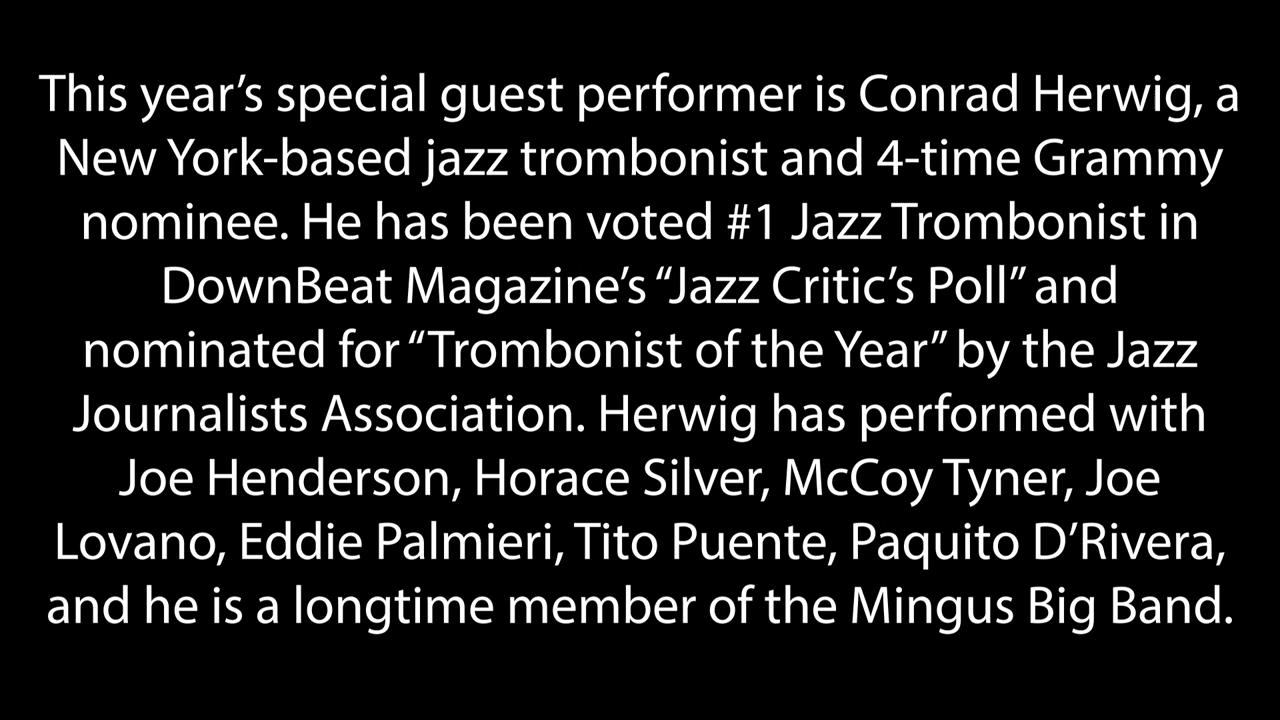 This year’s special guest performer is Conrad Herwig, a
New York-based jazz trombonist and 4-time Grammy
nominee. He has been voted #1 Jazz Trombonist in
DownBeat Magazine’s “Jazz Critic’s Poll” and
nominated for “Trombonist of the Year” by the Jazz
Journalists Association. Herwig has performed with
Joe Henderson, Horace Silver, McCoy Tyner, Joe
Lovano, Eddie Palmieri, Tito Puente, Paquito D’Rivera,
and he is a longtime member of the Mingus Big Band.